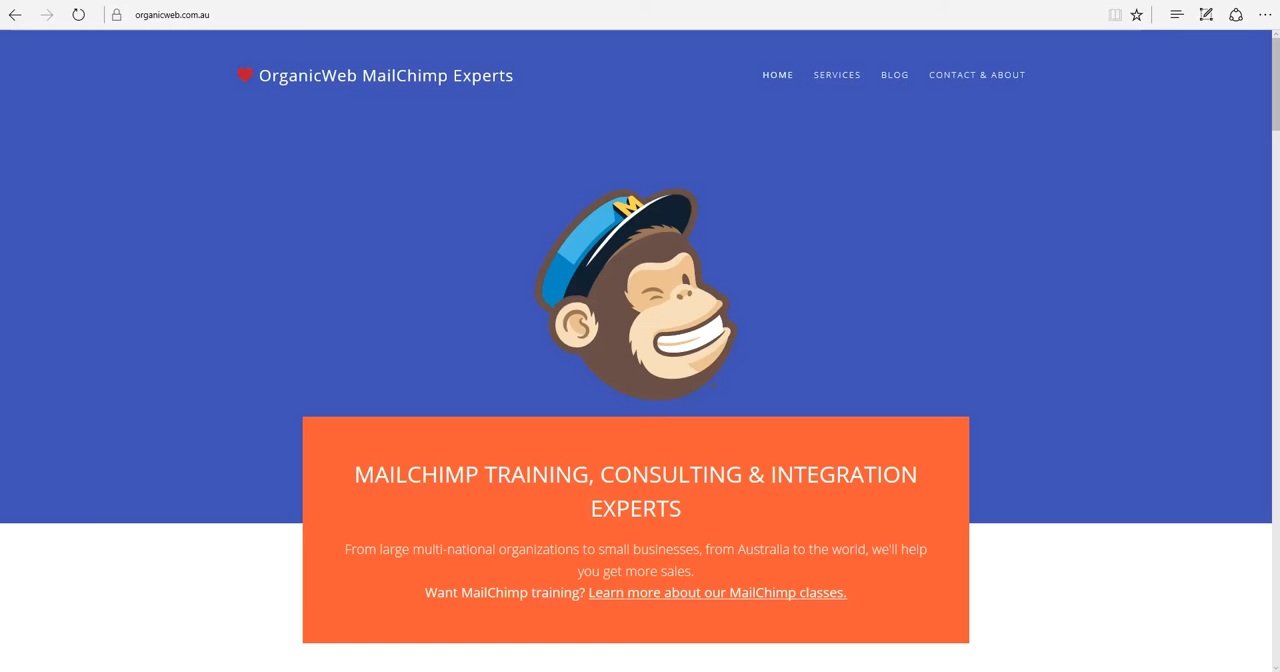 organicweb.com.au
OrganicWeb MailChimp Experts
HOME SERVICES BLOG CONTACT & ABOUT
M
MAILCHIMP TRAINING, CONSULTING & INTEGRATION
EXPERTS
From large multi-national organizations to small businesses, from Australia to the world, we'll help
you get more sales.
Want MailChimp training? Learn more about our MailChimp classes.